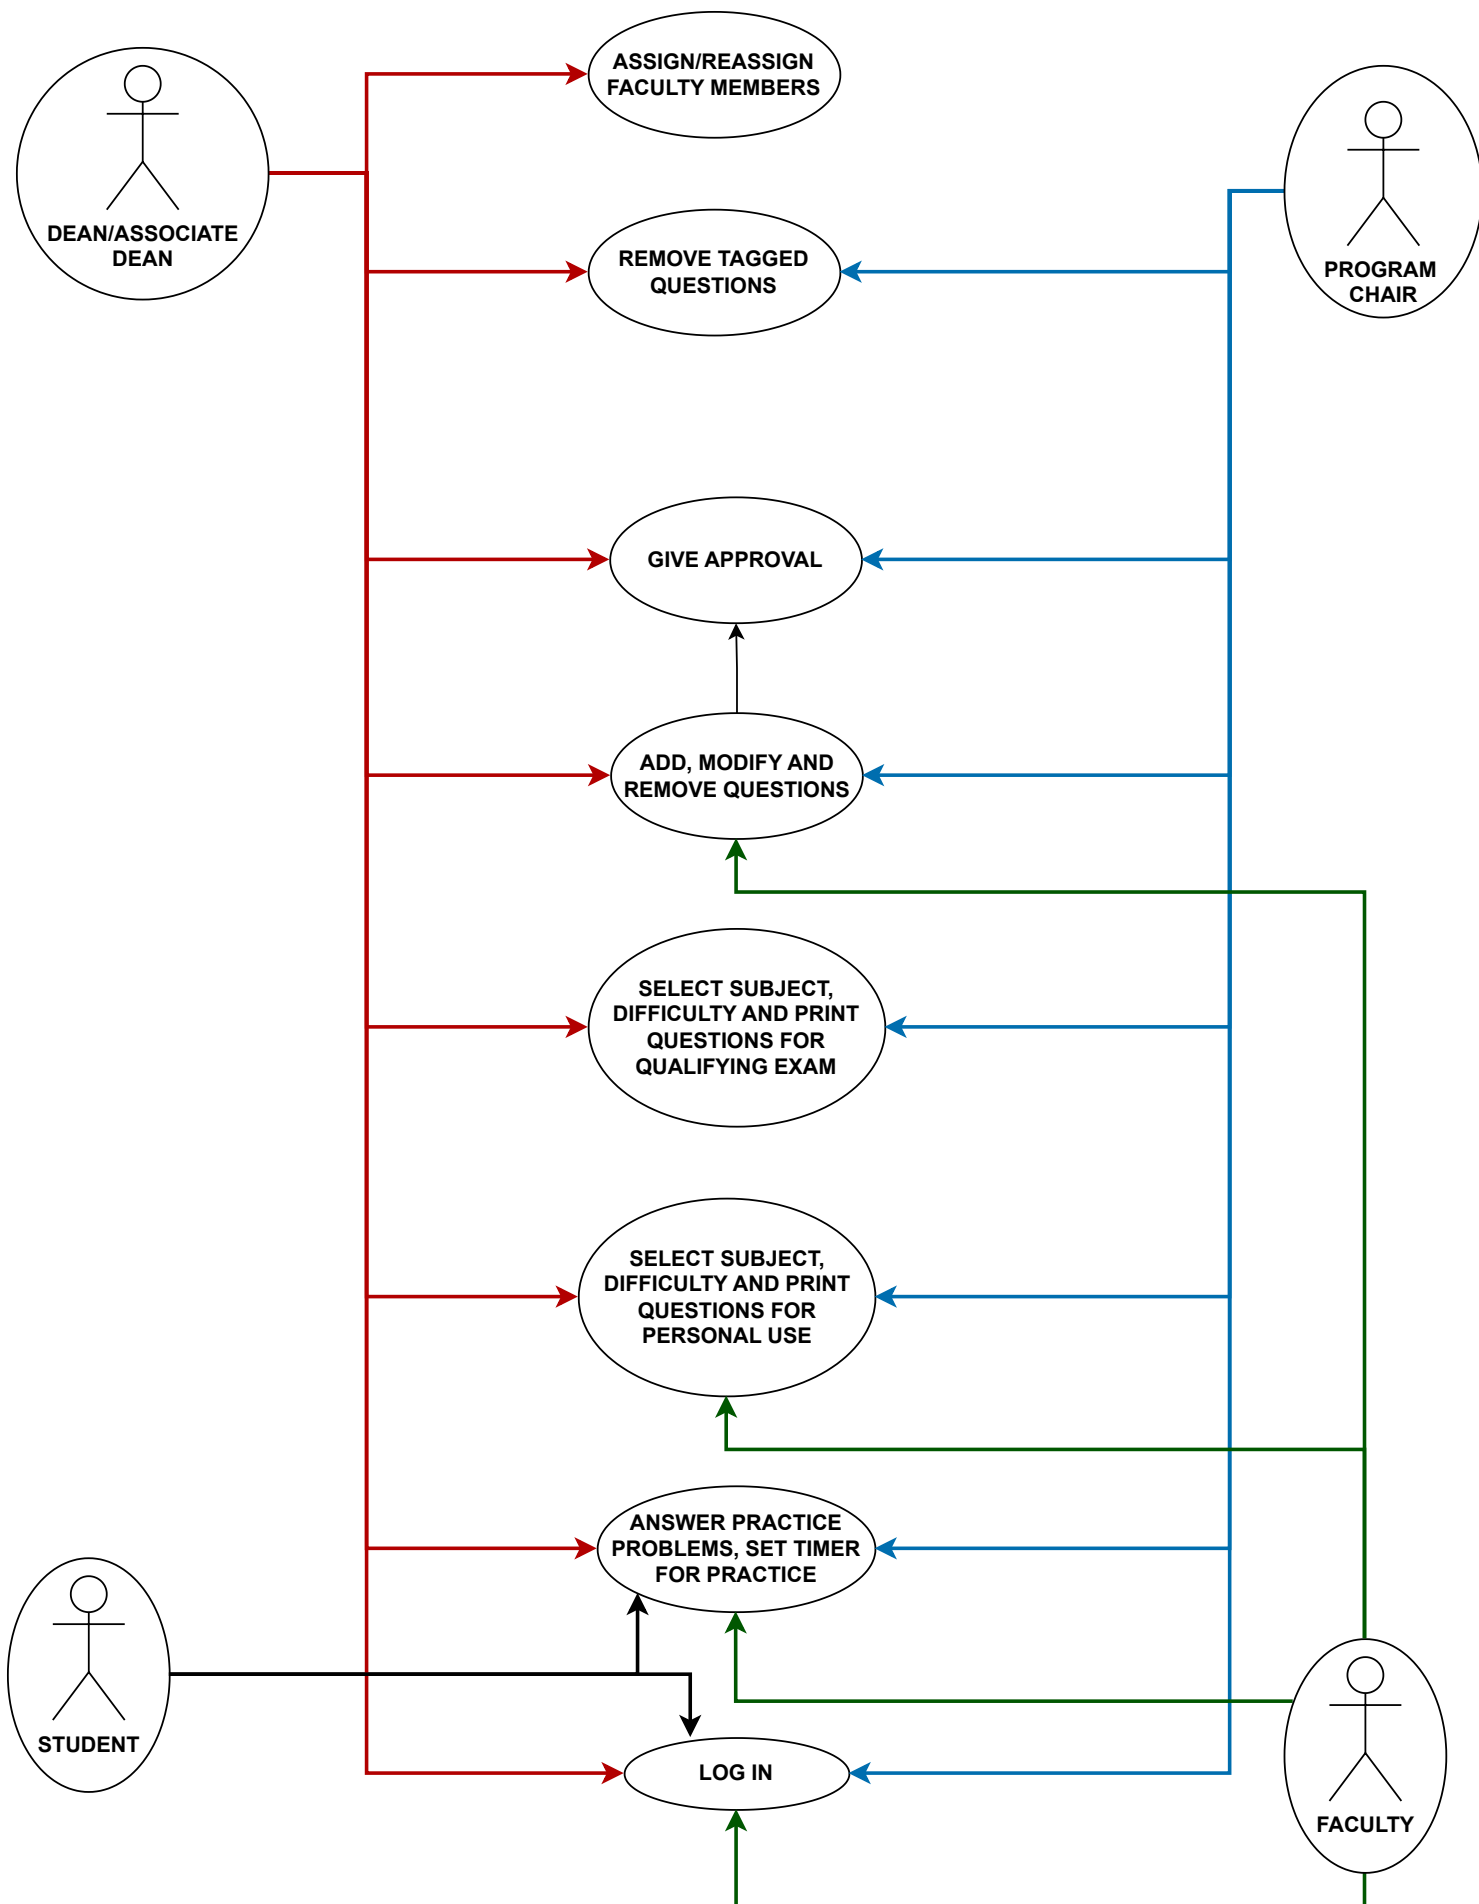 ASSIGN/REASSIGN
FACULTY MEMBERS
DEAN/ASSOCIATE
DEAN
REMOVE TAGGED
QUESTIONS
PROGRAM
CHAIR
GIVE APPROVAL
ADD, MODIFY AND
REMOVE QUESTIONS
SELECT SUBJECT,
DIFFICULTY AND PRINT
QUESTIONS FOR
QUALIFYING EXAM
SELECT SUBJECT,
DIFFICULTY AND PRINT
QUESTIONS FOR
PERSONAL USE
ANSWER PRACTICE
PROBLEMS, SET TIMER
FOR PRACTICE
STUDENT
LOG IN
FACULTY